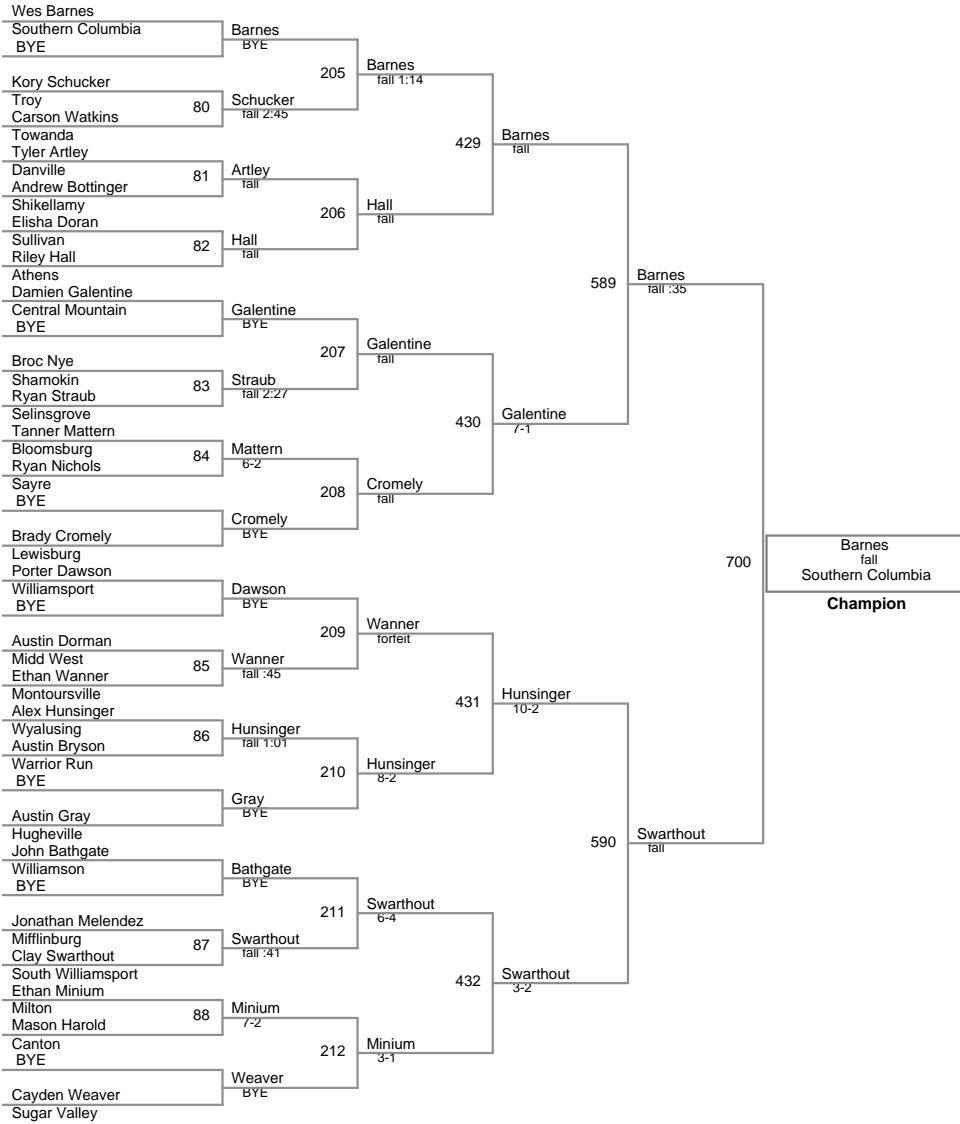 Wes Barnes
Southern Columbia
BYE
Kory Schucker
Troy
Carson Watkins
Towanda
Tyler Artley
Danville
Andrew Bottinger
Shikellamy
Elisha Doran
Sullivan
Riley Hall
Athens
Damien Galentine
Central Mountain
BYE
Broc Nye
Shamokin
Ryan Straub
Selinsgrove
Tanner Mattern
Bloomsburg
Ryan Nichols
Sayre
BYE
Brady Cromely
Lewisburg
Porter Dawson
Williamsport
BYE
Austin Dorman
Midd West
Ethan Wanner
Montoursville
Alex Hunsinger
Wyalusing
Austin Bryson
Warrior Run
BYE
Austin Gray
Hugheville
John Bathgate
Williamson
BYE
Jonathan Melendez
Mifflinburg
Clay Swarthout
South Williamsport
Ethan Minium
Milton
Mason Harold
Canton
BYE
Cayden Weaver
Sugar Valley
80
81
82
83
84
85
86
87
88
Barnes
BYE
Schucker
fall 2:45
Artley
fall
Hall
fall
Galentine
BYE
Straub
fall 2:27
Mattern
6-2
Cromely
BYE
Dawson
BYE
Wanner
fall :45
Hunsinger
fall 1:01
Gray
BYE
Bathgate
BYE
Swarthout
fall :41
Minium
7-2
Weaver
BYE
205
206
207
208
209
210
211
212
Barnes
fall 1:14
Hall
fall
Galentine
fall
Cromely
fall
Wanner
forfeit
Hunsinger
8-2
Swarthout
6-4
Minium
3-1
429
430
431
432
Barnes
fall
Galentine
7-1
Hunsinger
10-2
Swarthout
3-2
589
590
Barnes
fall :35
Swarthout
fall
700
Barnes
fall
Southern Columbia
Champion